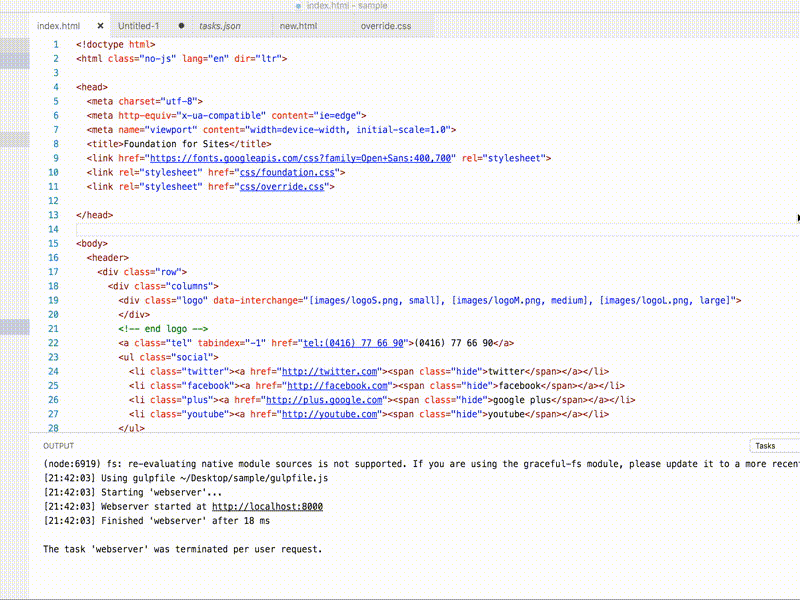 index.html - sample
index.html × Untitled-1 tasks.json new.html override.css
1 <!doctype html>
2 <html class="no-js" lang="en" dir="ltr">
3
4 <head>
5 <meta charset="utf-8">
6 <meta http-equiv="x-ua-compatible" content="ie=edge">
7 <meta name="viewport" content="width=device-width, initial-scale=1.0">
8 <title>Foundation for Sites</title>
9 <link href="https://fonts.googleapis.com/css?family=Open+Sans:400,700" rel="stylesheet">
10 <link rel="stylesheet" href="css/foundation.css">
11 <link rel="stylesheet" href="css/override.css">
12
13 </head>
14
15 <body>
16 <header>
17 <div class="row">
18 <div class="columns">
19 <div class="logo" data-interchange="[images/logoS.png, small], [images/logoM.png, medium], [images/logoL.png, large]">
20 </div>
21 <!-- end logo -->
22 <a class="tel" tabindex="-1" href="tel:(0416) 77 66 90">(0416) 77 66 90</a>
23 <ul class="social">
24 <li class="twitter"><a href="http://twitter.com"><span class="hide">twitter</span></a></li>
25 <li class="facebook"><a href="http://facebook.com"><span class="hide">facebook</span></a></li>
26 <li class="plus"><a href="http://plus.google.com"><span class="hide">google plus</span></a></li>
27 <li class="youtube"><a href="http://youtube.com"><span class="hide">youtube</span></a></li>
28 </ul>
OUTPUT Tasks
(node:6919) fs: re-evaluating native module sources is not supported. If you are using the graceful-fs module, please update it to a more recen
[21:42:03] Using gulpfile ~/Desktop/sample/gulpfile.js
[21:42:03] Starting 'webserver'...
[21:42:03] Webserver started at http://localhost:8000
[21:42:03] Finished 'webserver' after 18 ms
The task 'webserver' was terminated per user request.